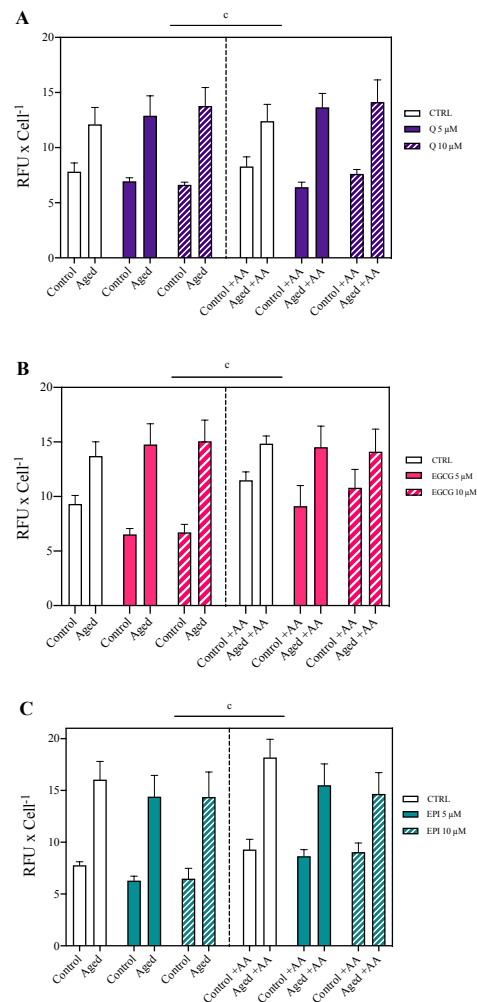 A
c
20
15
10
5
0
RFU x Cell-1
Control
Aged
Control
Aged
Control
Aged
Control +AA
Aged +AA
Control +AA
Aged +AA
Control +AA
Aged +AA
CTRL
Q 5 µM
Q 10 µM
B
c
20
15
10
5
0
RFU x Cell-1
Control
Aged
Control
Aged
Control
Aged
Control +AA
Aged +AA
Control +AA
Aged +AA
Control +AA
Aged +AA
CTRL
EGCG 5 µM
EGCG 10 µM
C
c
20
15
10
5
0
RFU x Cell-1
Control
Aged
Control
Aged
Control
Aged
Control +AA
Aged +AA
Control +AA
Aged +AA
Control +AA
Aged +AA
CTRL
EPI 5 µM
EPI 10 µM